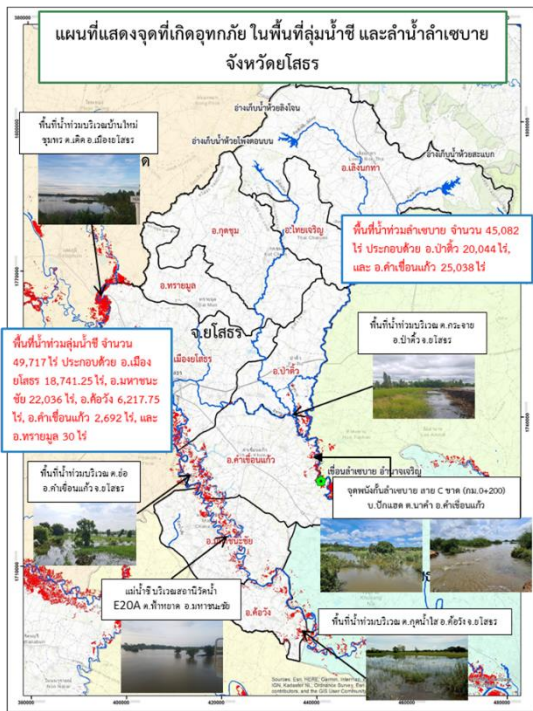 แผนที่แสดงจุดที่เกิดอุทกภัย ในพื้นที่ลุ่มน้ำชี และลำน้ำลำเซบาย
จังหวัดยโสธร
พื้นที่น้ำท่วมบริเวณบ้านใหม่
ชุมพร ต.เดิด อ.เมืองยโสธร
อ่างเก็บน้ำห้วยลิงโจน
อ่างเก็บน้ำห้วยโพง
อ่างเก็บน้ำห้วยสะแบก
อ.เลิงนกทา
อ.กุดชุม
อ.ไทยเจริญ
อ.ทรายมูล
พื้นที่น้ำท่วมลำเซบาย จำนวน 45,082
ไร่ ประกอบด้วย อ.ป่าติ้ว 20,044 ไร่,
และ อ.คำเขื่อนแก้ว 25,038 ไร่
จ.ยโสธร
พื้นที่น้ำท่วมบริเวณ ต.กระจาย
อ.ป่าติ้ว จ.ยโสธร
พื้นที่น้ำท่วมลุ่มน้ำชี จำนวน
49,717 ไร่ ประกอบด้วย อ.เมือง
ยโสธร 18,741.25 ไร่, อ.มหาชนะ
ชัย 22,036 ไร่, อ.ค้อวัง 6,217.75
ไร่, อ.คำเขื่อนแก้ว 2,692 ไร่, และ
อ.ทรายมูล 30 ไร่
เมืองยโสธร
อ.ป่าติ้ว
อ.คำเขื่อนแก้ว
เขื่อนลำเซบาย อำนาจเจริญ
พื้นที่น้ำท่วมบริเวณ ต.ย่อ
อ.คำเขื่อนแก้ว จ.ยโสธร
จุดพนังกั้นลำเซบาย สาย C ขาด (กม.0+200)
บ.ปักแฮด ต.นาคำ อ.คำเขื่อนแก้ว
อ.มหาชนะชัย
แม่น้ำชี บริเวณสถานีวัดน้ำ
E20A ต.ฟ้าหยาด อ.มหาชนะชัย
อ.ค้อวัง
พื้นที่น้ำท่วมบริเวณ ต.กุดน้ำใส อ.ค้อวัง จ.ยโสธร